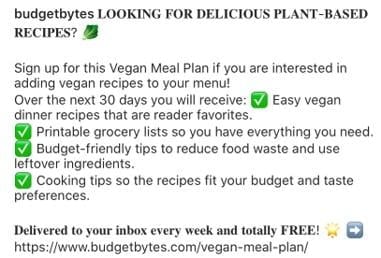 budgetbytes LOOKING FOR DELICIOUS PLANT-BASED
RECIPES? 🥬
Sign up for this Vegan Meal Plan if you are interested in
adding vegan recipes to your menu!
Over the next 30 days you will receive: ✅ Easy vegan
dinner recipes that are reader favorites.
✅ Printable grocery lists so you have everything you need.
✅ Budget-friendly tips to reduce food waste and use
leftover ingredients.
✅ Cooking tips so the recipes fit your budget and taste
preferences.
Delivered to your inbox every week and totally FREE! 🌟 ➡️
https://www.budgetbytes.com/vegan-meal-plan/